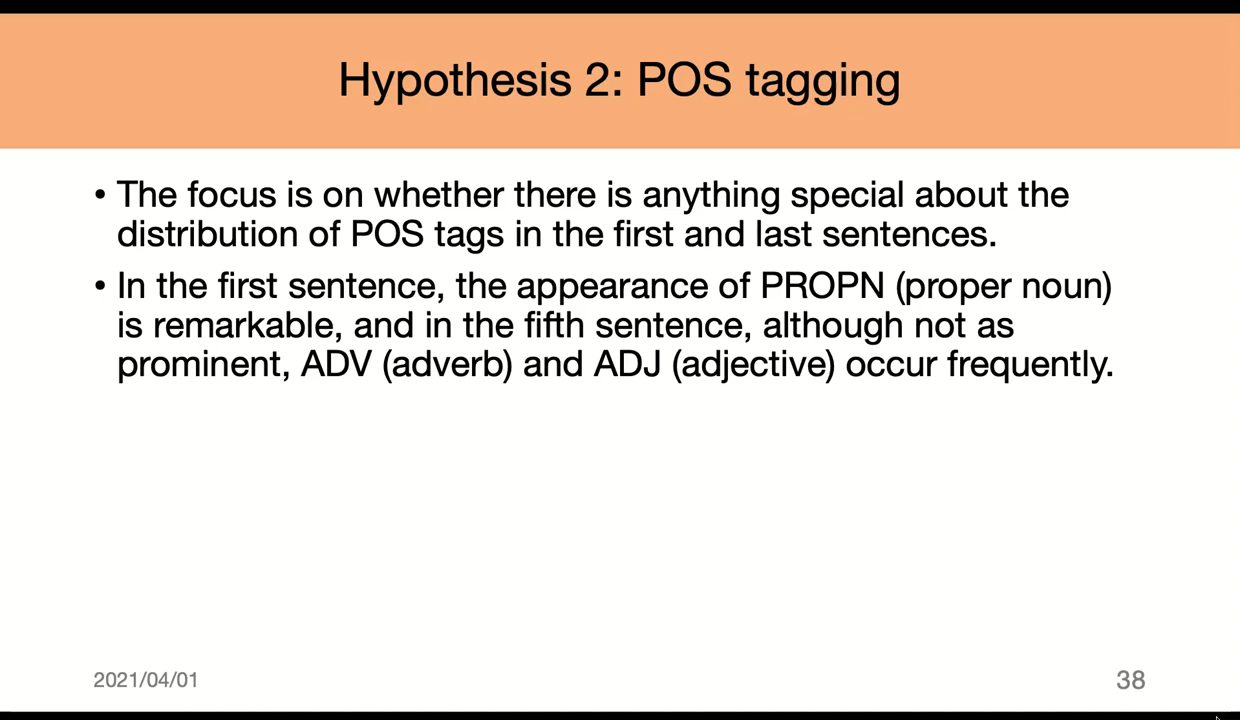 Hypothesis 2: POS tagging
• The focus is on whether there is anything special about the
distribution of POS tags in the first and last sentences.
• In the first sentence, the appearance of PROPN (proper noun)
is remarkable, and in the fifth sentence, although not as
prominent, ADV (adverb) and ADJ (adjective) occur frequently.
2021/04/01
38